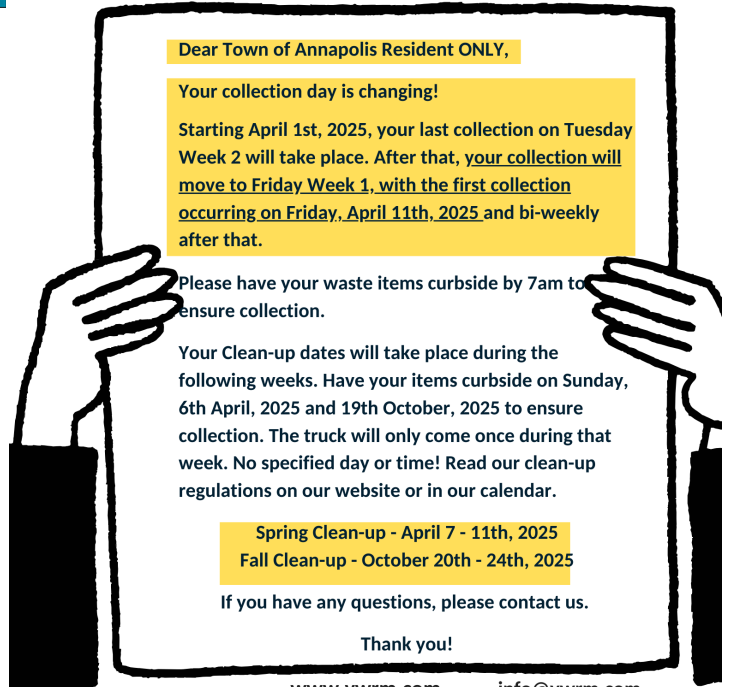 Dear Town of Annapolis Resident ONLY,
Your collection day is changing!
Starting April 1st, 2025, your last collection on Tuesday
Week 2 will take place. After that, your collection will
move to Friday Week 1, with the first collection
occurring on Friday, April 11th, 2025 and bi-weekly
after that.
Please have your waste items curbside by 7am to
ensure collection.
Your Clean-up dates will take place during the
following weeks. Have your items curbside on Sunday,
6th April, 2025 and 19th October, 2025 to ensure
collection. The truck will only come once during that
week. No specified day or time! Read our clean-up
regulations on our website or in our calendar.
Spring Clean-up - April 7 - 11th, 2025
Fall Clean-up - October 20th - 24th, 2025
If you have any questions, please contact us.
Thank you!